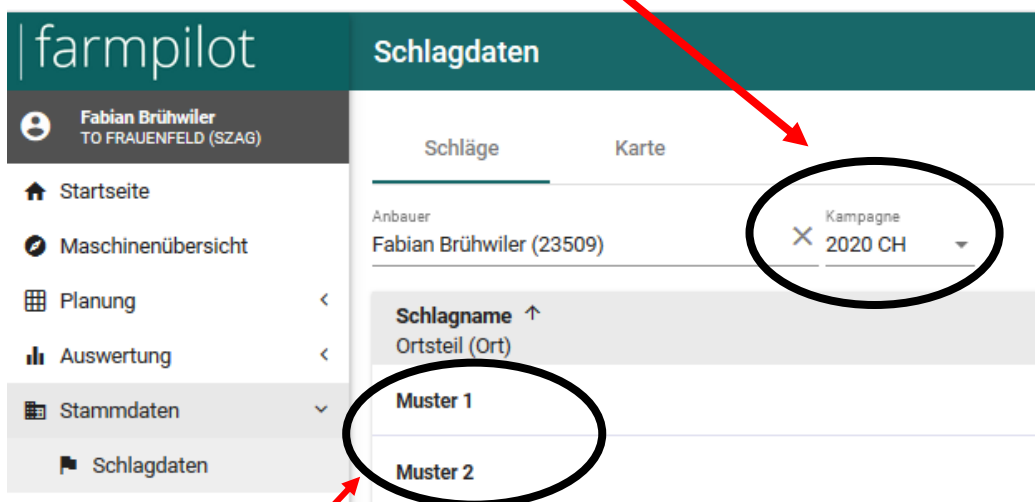 farmpilot
Schlagdaten
Fabian Brühwiler
TO FRAUENFELD (SZAG)
Schläge Karte
Startseite
Anbauer Kampagne
Fabian Brühwiler (23509) 2020 CH
Maschinenübersicht
Planung
Schlagname
Ortsteil (Ort)
Auswertung
Stammdaten
Muster 1
Schlagdaten
Muster 2